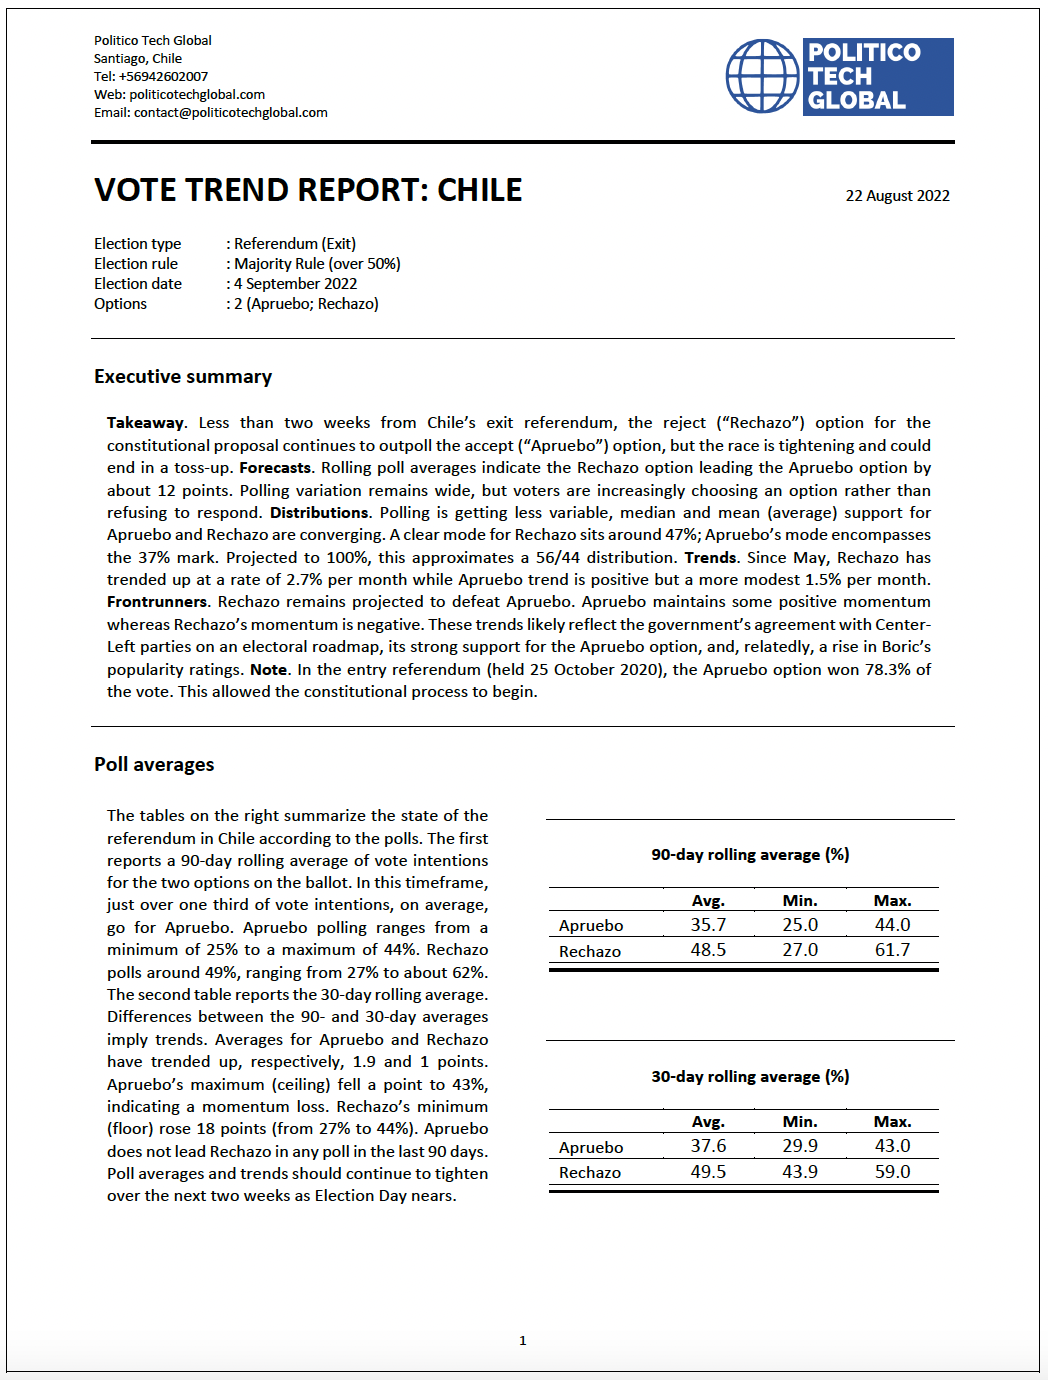 Politico Tech Global
Santiago, Chile
Tel: +56942602007
Web: politicotechglobal.com
Email: contact@politicotechglobal.com
POLITICO
TECH
GLOBAL
VOTE TREND REPORT: CHILE
22 August 2022
Election type : Referendum (Exit)
Election rule : Majority Rule (over 50%)
Election date : 4 September 2022
Options : 2 (Apruebo; Rechazo)
Executive summary
Takeaway. Less than two weeks from Chile’s exit referendum, the reject (“Rechazo”) option for the
constitutional proposal continues to outpoll the accept (“Apruebo”) option, but the race is tightening and could
end in a toss-up. Forecasts. Rolling poll averages indicate the Rechazo option leading the Apruebo option by
about 12 points. Polling variation remains wide, but voters are increasingly choosing an option rather than
refusing to respond. Distributions. Polling is getting less variable, median and mean (average) support for
Apruebo and Rechazo are converging. A clear mode for Rechazo sits around 47%; Apruebo’s mode encompasses
the 37% mark. Projected to 100%, this approximates a 56/44 distribution. Trends. Since May, Rechazo has
trended up at a rate of 2.7% per month while Apruebo trend is positive but a more modest 1.5% per month.
Frontrunners. Rechazo remains projected to defeat Apruebo. Apruebo maintains some positive momentum
whereas Rechazo’s momentum is negative. These trends likely reflect the government’s agreement with Center-
Left parties on an electoral roadmap, its strong support for the Apruebo option, and, relatedly, a rise in Boric’s
popularity ratings. Note. In the entry referendum (held 25 October 2020), the Apruebo option won 78.3% of
the vote. This allowed the constitutional process to begin.
Poll averages
The tables on the right summarize the state of the
referendum in Chile according to the polls. The first
reports a 90-day rolling average of vote intentions
for the two options on the ballot. In this timeframe,
just over one third of vote intentions, on average,
go for Apruebo. Apruebo polling ranges from a
minimum of 25% to a maximum of 44%. Rechazo
polls around 49%, ranging from 27% to about 62%.
The second table reports the 30-day rolling average.
Differences between the 90- and 30-day averages
imply trends. Averages for Apruebo and Rechazo
have trended up, respectively, 1.9 and 1 points.
Apruebo’s maximum (ceiling) fell a point to 43%,
indicating a momentum loss. Rechazo’s minimum
(floor) rose 18 points (from 27% to 44%). Apruebo
does not lead Rechazo in any poll in the last 90 days.
Poll averages and trends should continue to tighten
over the next two weeks as Election Day nears.
90-day rolling average (%)
Avg. Min. Max.
Apruebo 35.7 25.0 44.0
Rechazo 48.5 27.0 61.7
30-day rolling average (%)
Avg. Min. Max.
Apruebo 37.6 29.9 43.0
Rechazo 49.5 43.9 59.0
1